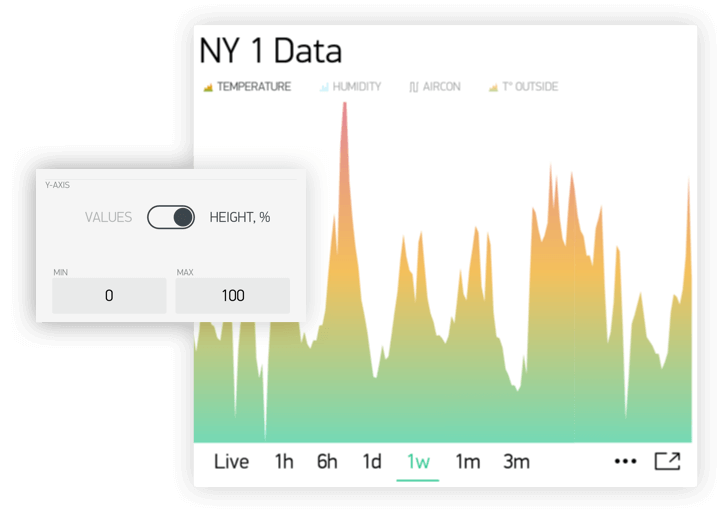 NY 1 Data
TEMPERATURE HUMIDITY AIRCON T° OUTSIDE
Y-AXIS
VALUES HEIGHT, %
MIN MAX
0 100
Live 1h 6h 1d 1w 1m 3m